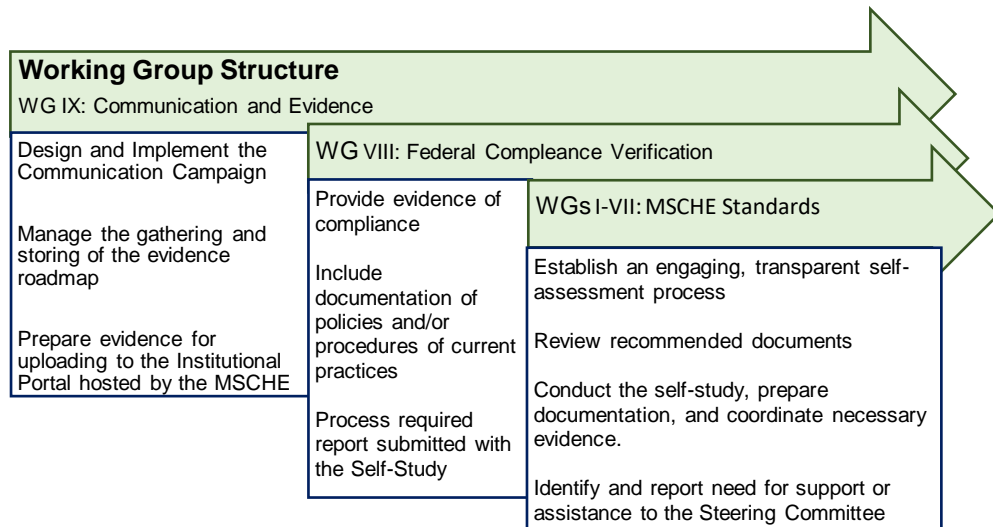 Working Group Structure
WG IX: Communication and Evidence
Design and Implement the
Communication Campaign
Manage the gathering and
storing of the evidence
roadmap
Prepare evidence for
uploading to the Institutional
Portal hosted by the MSCHE
WG VIII: Federal Compleance Verification
Provide evidence of
compliance
Include
documentation of
policies and/or
procedures of current
practices
Process required
report submitted with
the Self-Study
WGs I-VII: MSCHE Standards
Establish an engaging, transparent self-
assessment process
Review recommended documents
Conduct the self-study, prepare
documentation, and coordinate necessary
evidence.
Identify and report need for support or
assistance to the Steering Committee